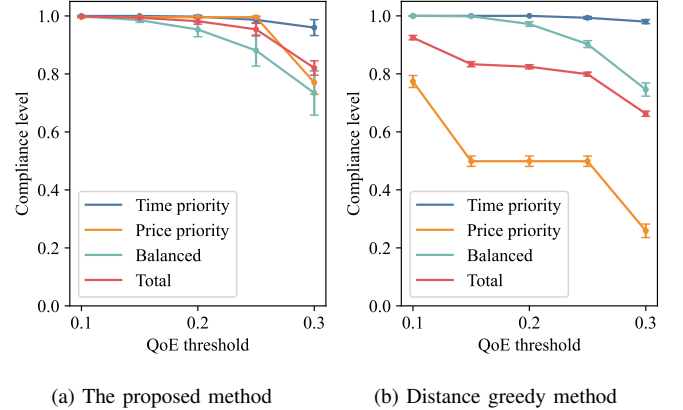 1.0
0.8
0.6
0.4
0.2
0.0
Compliance level
Time priority
Price priority
Balanced
Total
0.1
0.2
0.3
QoE threshold
(a) The proposed method
1.0
0.8
0.6
0.4
0.2
0.0
Compliance level
Time priority
Price priority
Balanced
Total
0.1
0.2
0.3
QoE threshold
(b) Distance greedy method